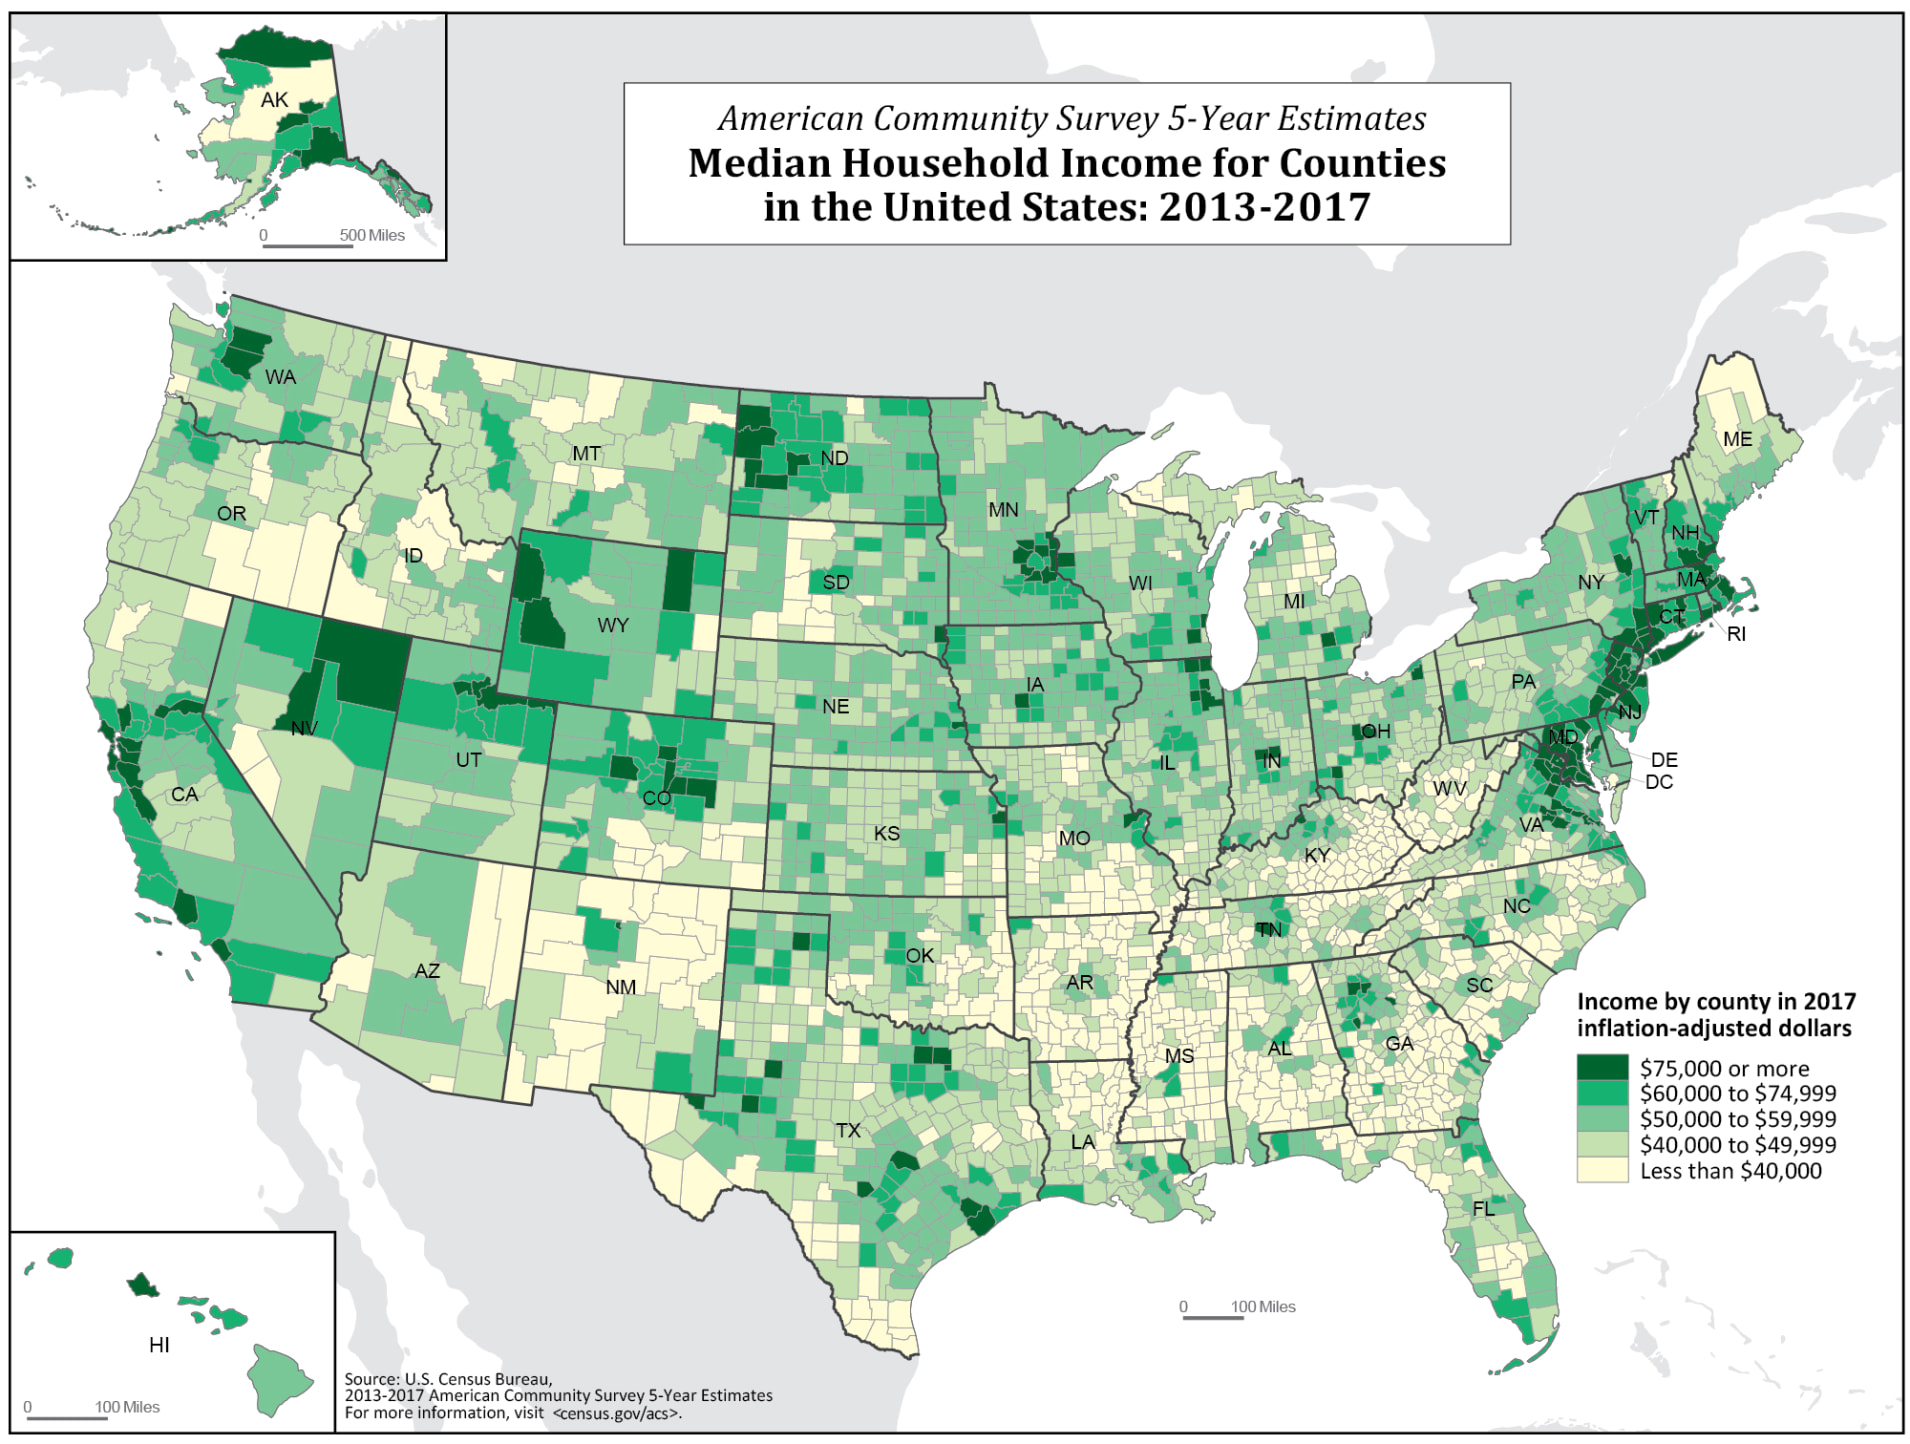 American Community Survey 5-Year Estimates
Median Household Income for Counties
in the United States: 2013-2017
AK
0 500 Miles
WA
MT
ND
MN
ME
OR
ID
SD
WI
MI
NY
VT
NH
MA
CT
RI
WY
NE
IA
PA
NJ
NV
UT
CO
IL
IN
OH
MD
DE
DC
CA
KS
MO
KY
WV
VA
AZ
NM
OK
AR
TN
NC
SC
TX
LA
MS
AL
GA
FL
Income by county in 2017
inflation-adjusted dollars
$75,000 or more
$60,000 to $74,999
$50,000 to $59,999
$40,000 to $49,999
Less than $40,000
0 100 Miles
HI
0 100 Miles
Source: U.S. Census Bureau,
2013-2017 American Community Survey 5-Year Estimates
For more information, visit <census.gov/acs>.